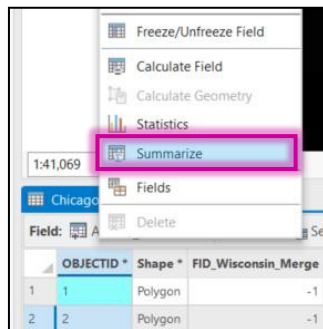 Freeze/Unfreeze Field
Calculate Field
Calculate Geometry
Statistics
Summarize
1:41,069
Fields
Chicago
Delete
Field:
OBJECTID * Shape * FID_Wisconsin_Merge
1 1 Polygon -1
2 2 Polygon -1